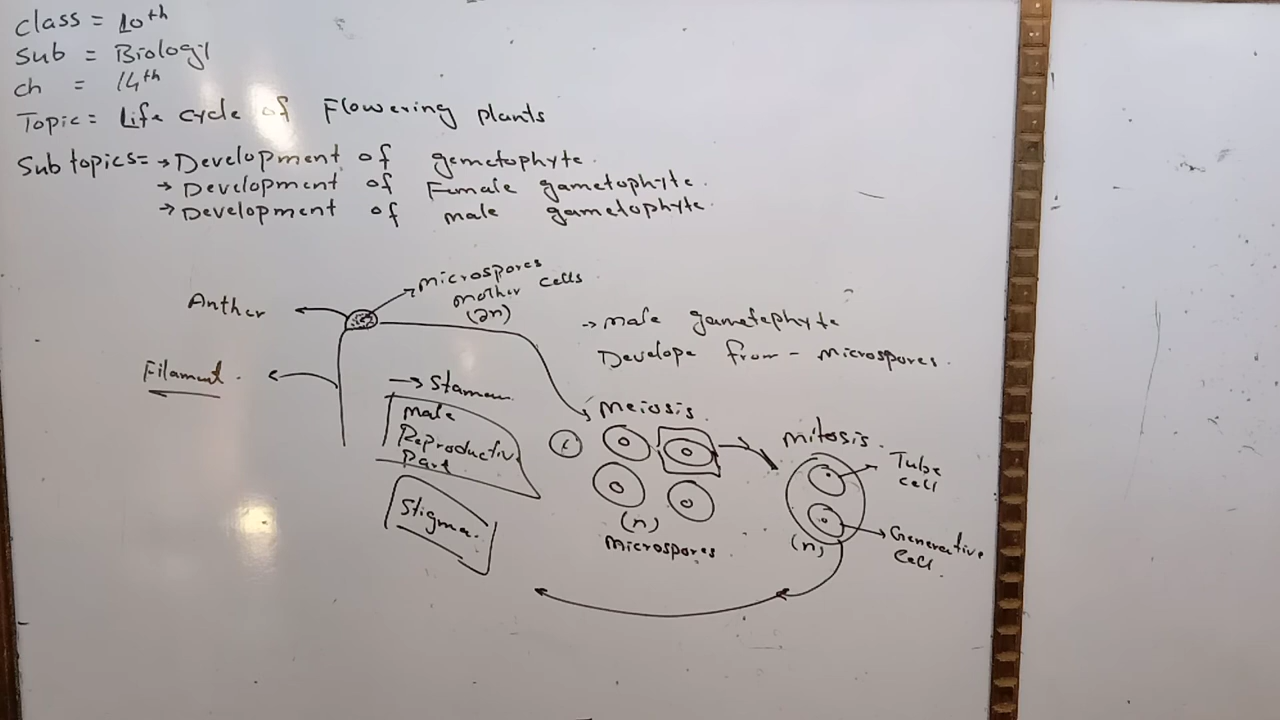 class = 10th
Sub = Biology
ch = 14th
Topic = Life cycle of Flowering plants
Sub topics= → Development of gemetophyte.
→ Development of Female gametophyte.
→ Development of male gametophyte.
Anther
microspores
mother cells
(2n)
Filament.
→ male gametephyte
Develope from - microspores.
→ Stamen
male
Reproductive
Part
Stigma.
meiosis.
(n)
microspores
mitosis.
Tube
cell
Generative
Cell.
(n)